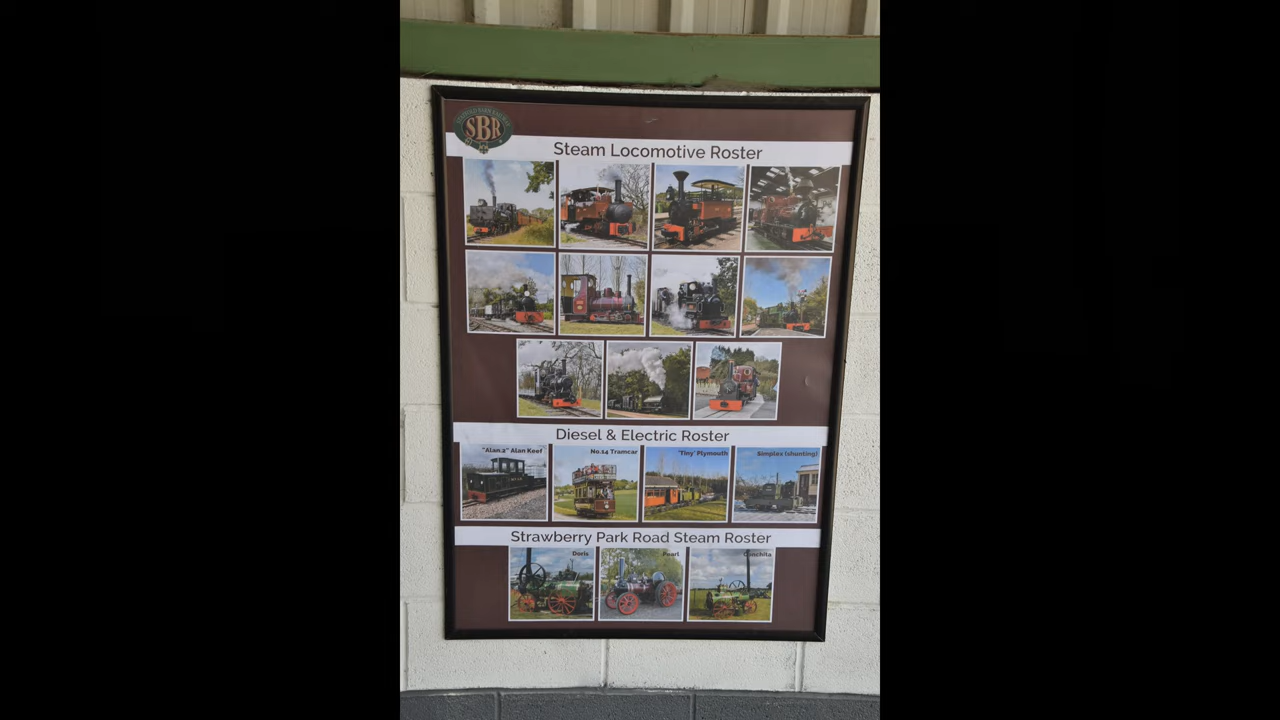 SBR
Steam Locomotive Roster
Diesel & Electric Roster
"Alan.2" Alan Keef
No.14 Tramcar
'Tiny' Plymouth
Simplex (shunting)
Strawberry Park Road Steam Roster
Doris
Pearl
Conchita